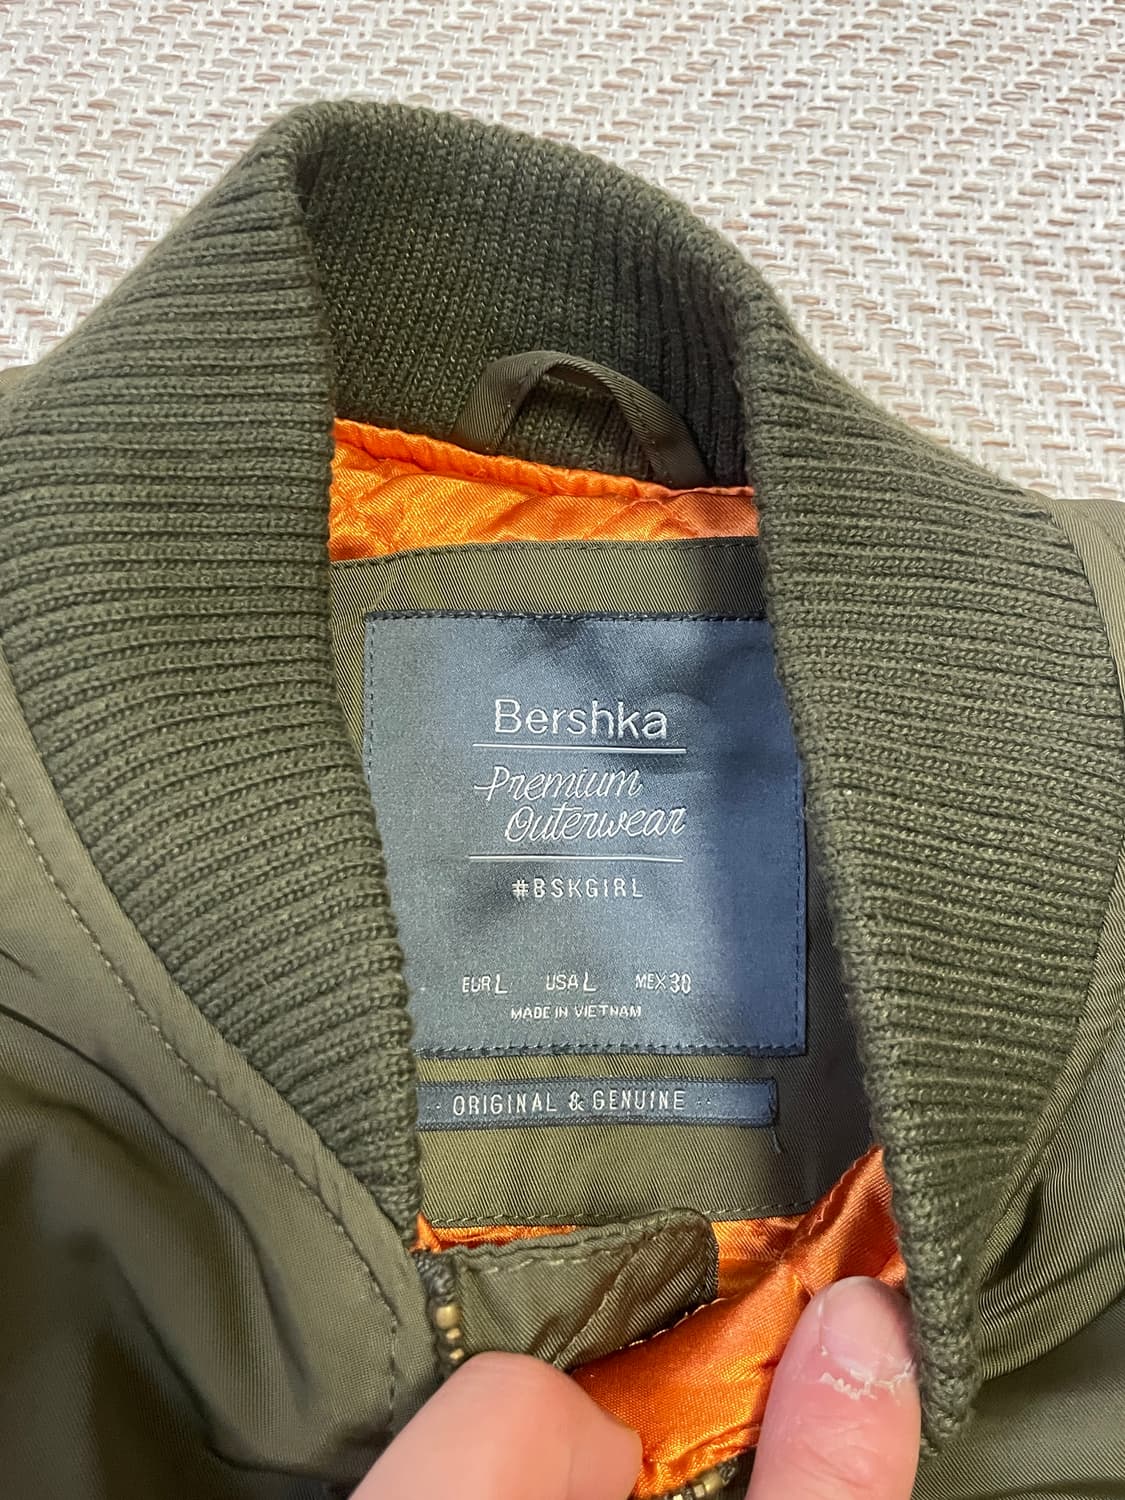 Bershka
Premium
Outerwear
#BSKGIRL
EUR L USA L MEX 30
MADE IN VIETNAM
·· ORIGINAL & GENUINE ··